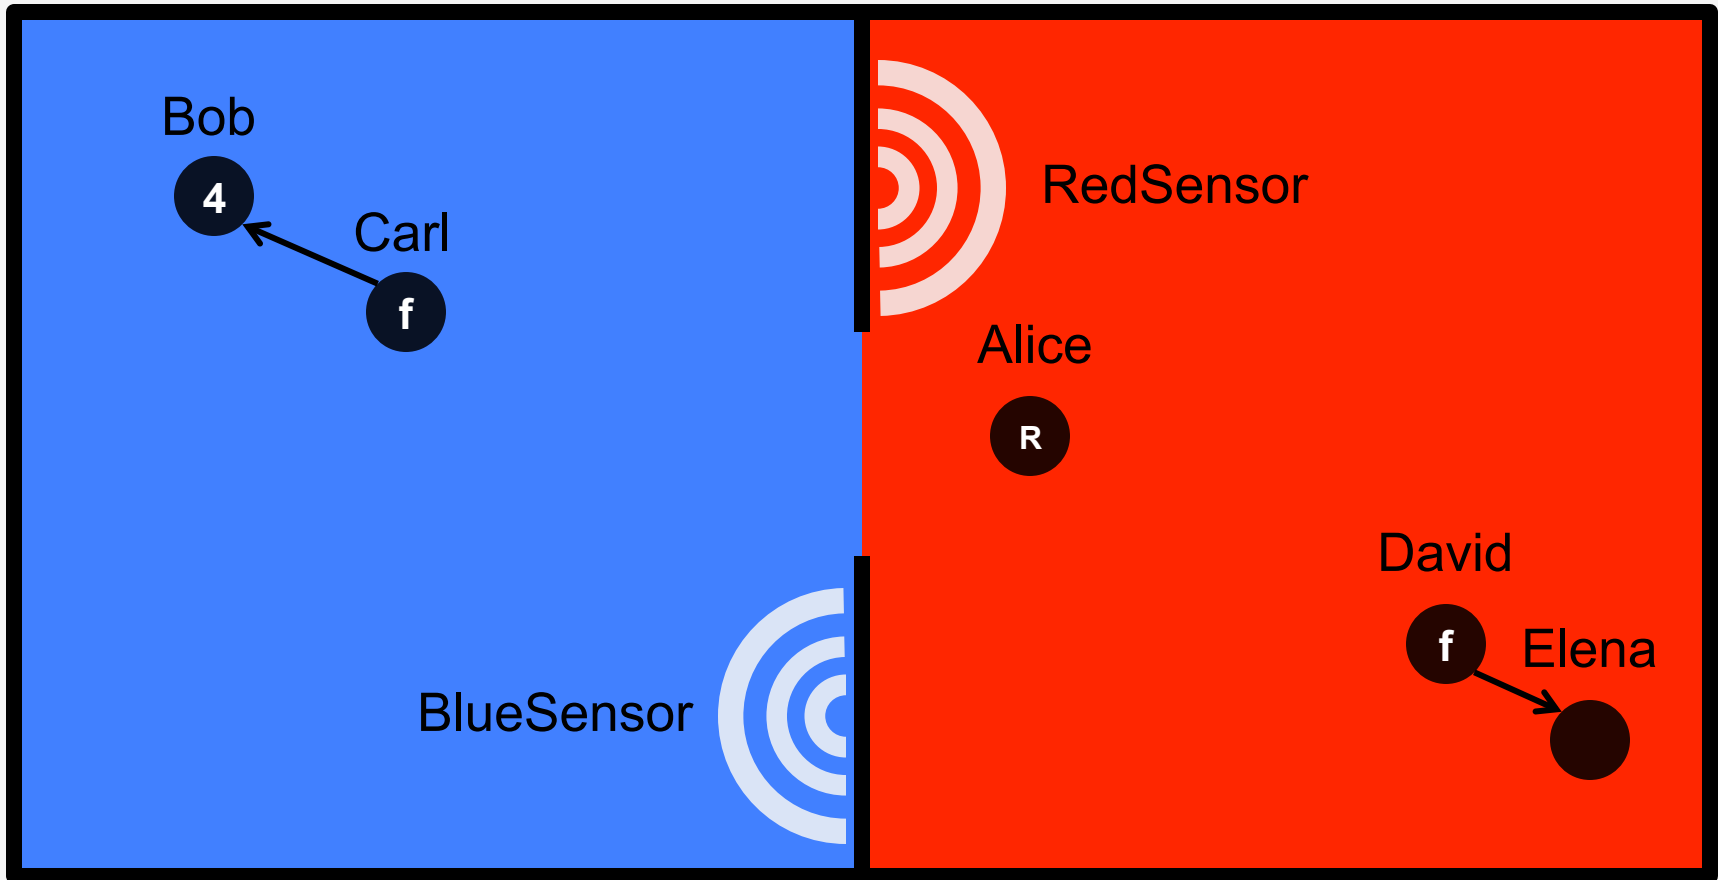 Bob
4
Carl
f
RedSensor
Alice
R
David
f
Elena
BlueSensor